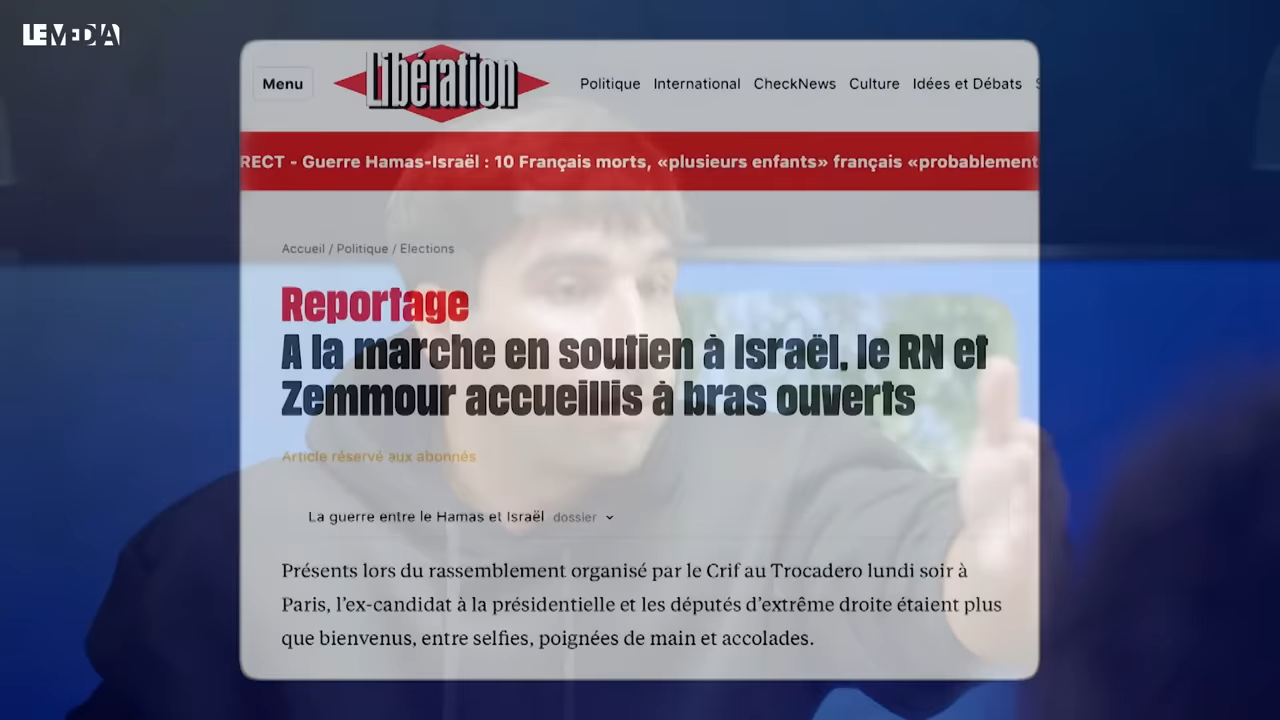 LEMEDIA
Menu
Libération
Politique International CheckNews Culture Idées et Débats
RECT - Guerre Hamas-Israël : 10 Français morts, «plusieurs enfants» français «probablement
Accueil / Politique / Elections
Reportage
A la marche en soutien à Israël, le RN et
Zemmour accueillis à bras ouverts
Article réservé aux abonnés
La guerre entre le Hamas et Israël dossier
Présents lors du rassemblement organisé par le Crif au Trocadero lundi soir à
Paris, l’ex-candidat à la présidentielle et les députés d’extrême droite étaient plus
que bienvenus, entre selfies, poignées de main et accolades.